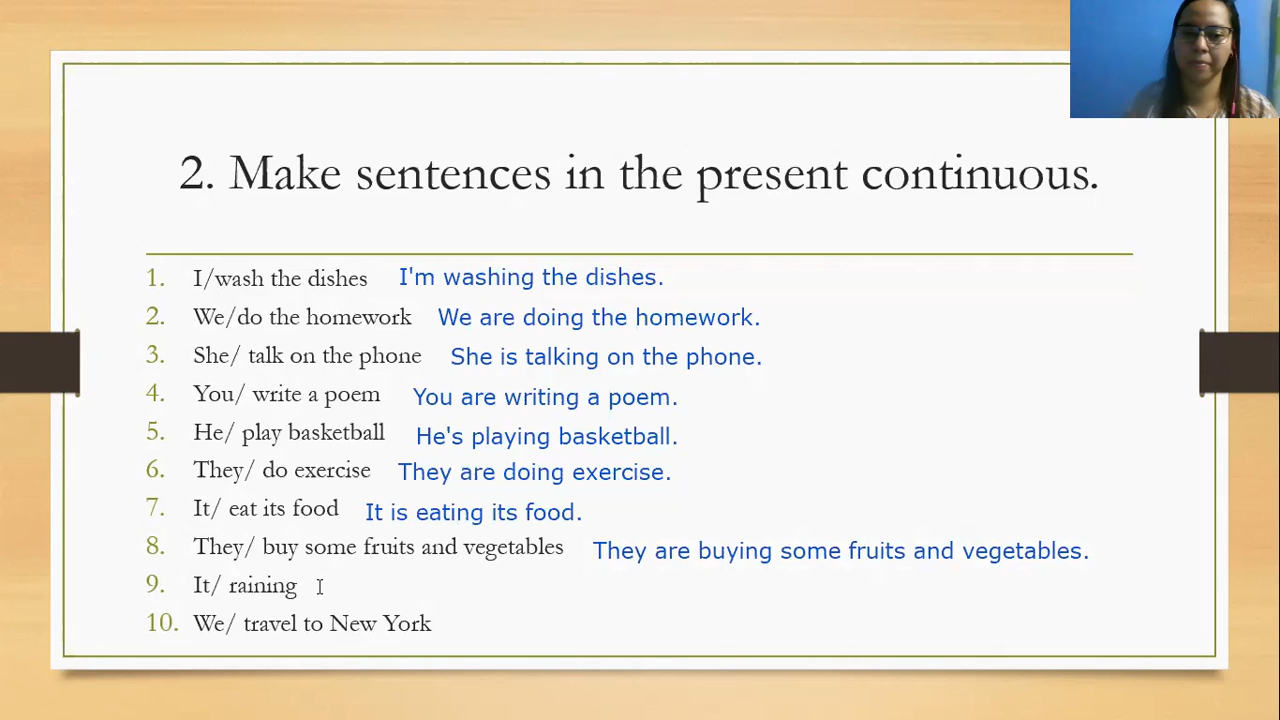 2. Make sentences in the present continuous.
1. I/wash the dishes I'm washing the dishes.
2. We/do the homework We are doing the homework.
3. She/ talk on the phone She is talking on the phone.
4. You/ write a poem You are writing a poem.
5. He/ play basketball He's playing basketball.
6. They/ do exercise They are doing exercise.
7. It/ eat its food It is eating its food.
8. They/ buy some fruits and vegetables They are buying some fruits and vegetables.
9. It/ raining
10. We/ travel to New York